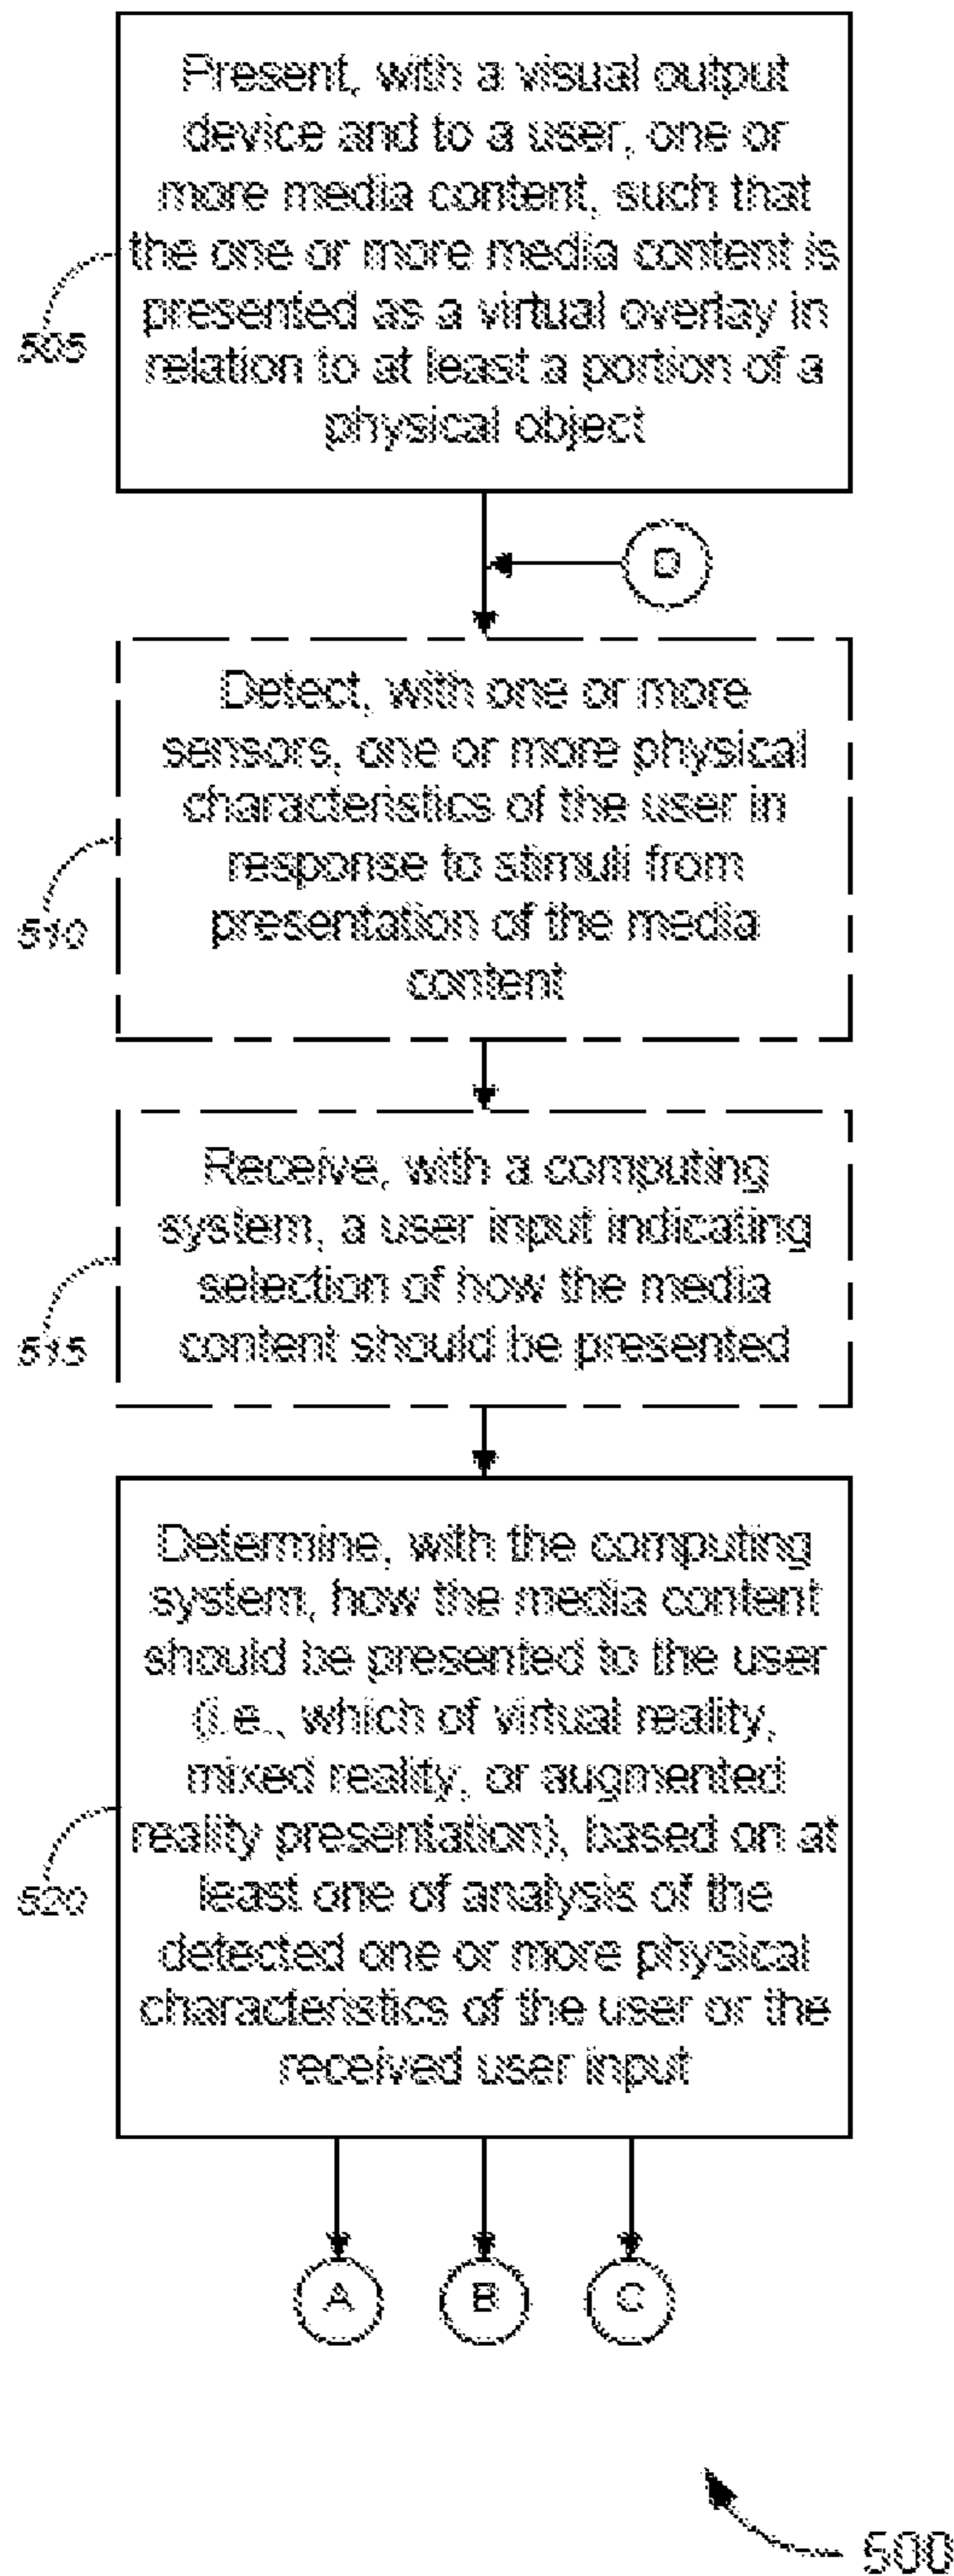 Present, with a visual output
device and to a user, one or
more media content, such that
the one or more media content is
presented as a virtual overlay in
relation to at least a portion of a
physical object
505
D
Detect, with one or more
sensors, one or more physical
characteristics of the user in
response to stimuli from
presentation of the media
content
510
Receive, with a computing
system, a user input indicating
selection of how the media
content should be presented
515
Determine, with the computing
system, how the media content
should be presented to the user
(i.e., which of virtual reality,
mixed reality, or augmented
reality presentation), based on at
least one of analysis of the
detected one or more physical
characteristics of the user or the
received user input
520
A
B
C
500